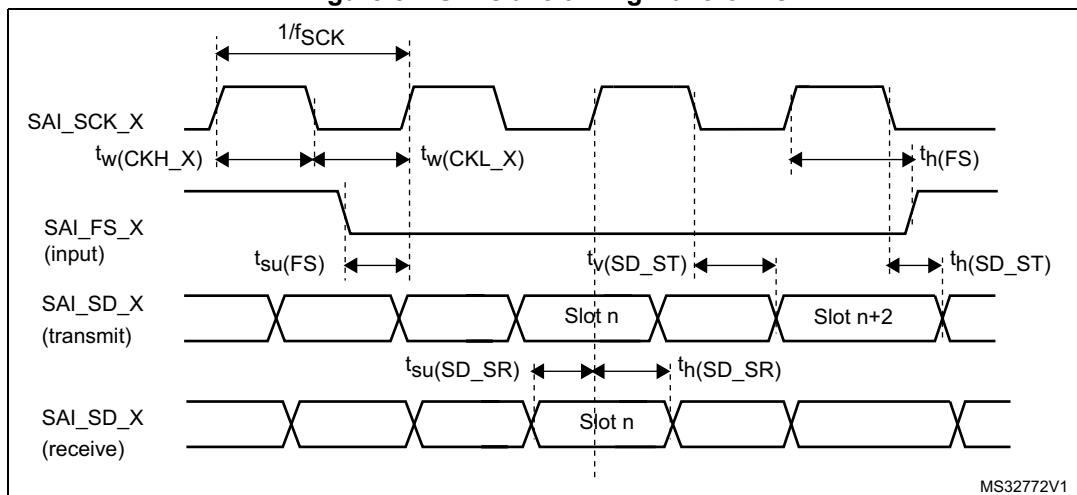 1/fSCK
SAI_SCK_X
tw(CKH_X)
tw(CKL_X)
th(FS)
SAI_FS_X
(input)
tsu(FS)
tv(SD_ST)
th(SD_ST)
SAI_SD_X
(transmit)
Slot n
Slot n+2
tsu(SD_SR)
th(SD_SR)
SAI_SD_X
(receive)
Slot n
MS32772V1